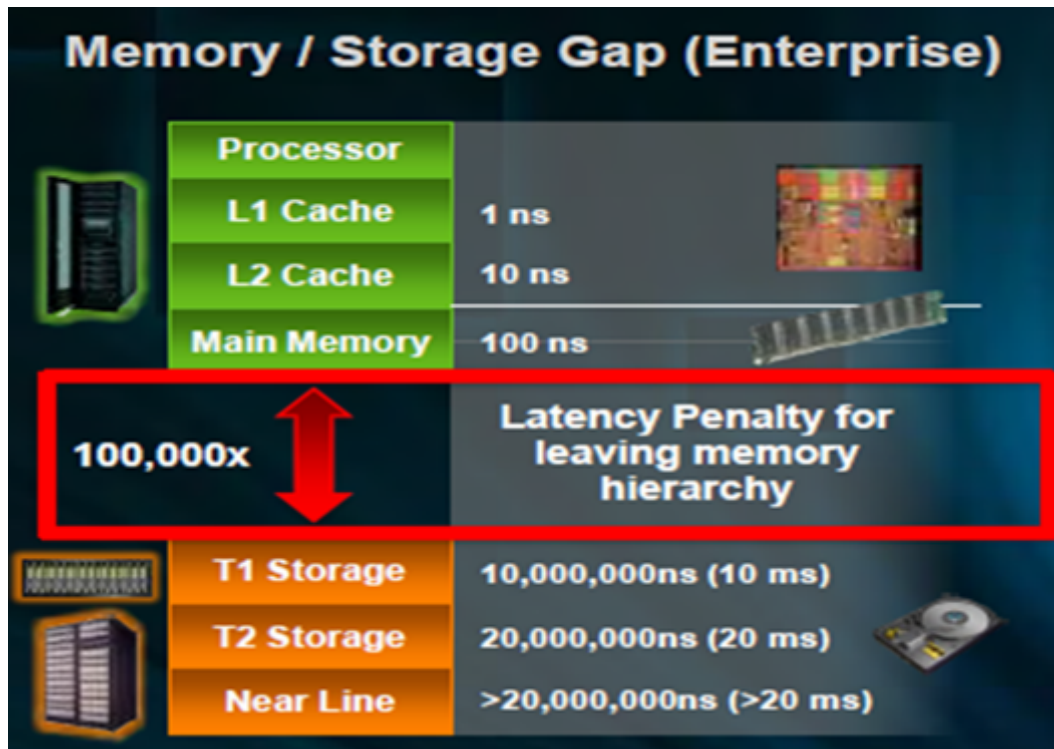 Memory / Storage Gap (Enterprise)
Processor
L1 Cache
1 ns
L2 Cache
10 ns
Main Memory
100 ns
100,000x
Latency Penalty for
leaving memory
hierarchy
T1 Storage
10,000,000ns (10 ms)
T2 Storage
20,000,000ns (20 ms)
Near Line
>20,000,000ns (>20 ms)